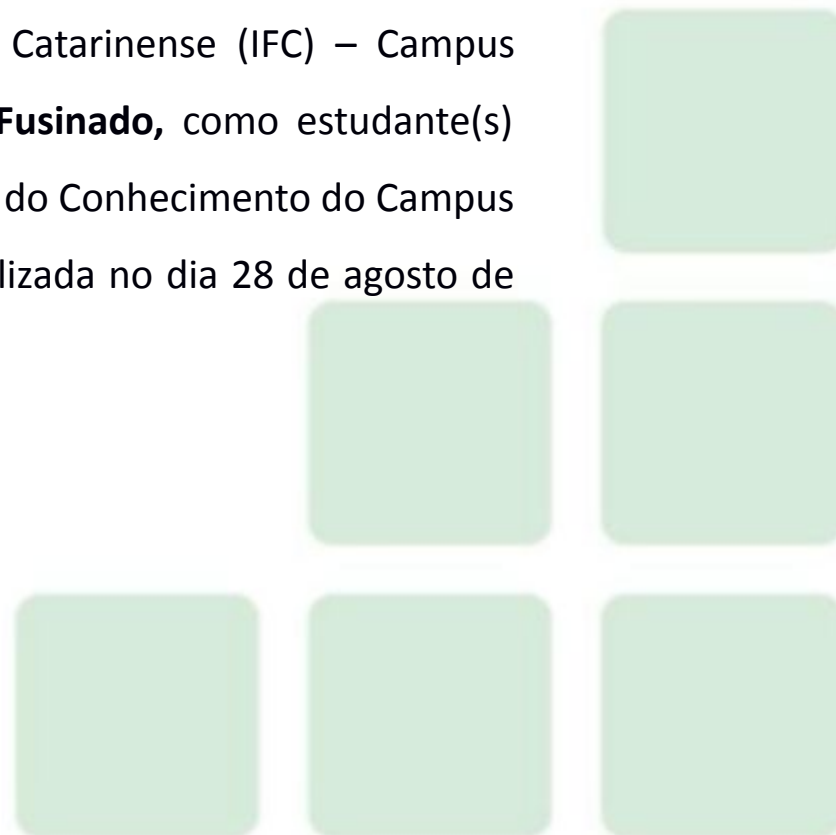 Catarinense (IFC) – Campus
Fusinado, como estudante(s)
do Conhecimento do Campus
lizada no dia 28 de agosto de